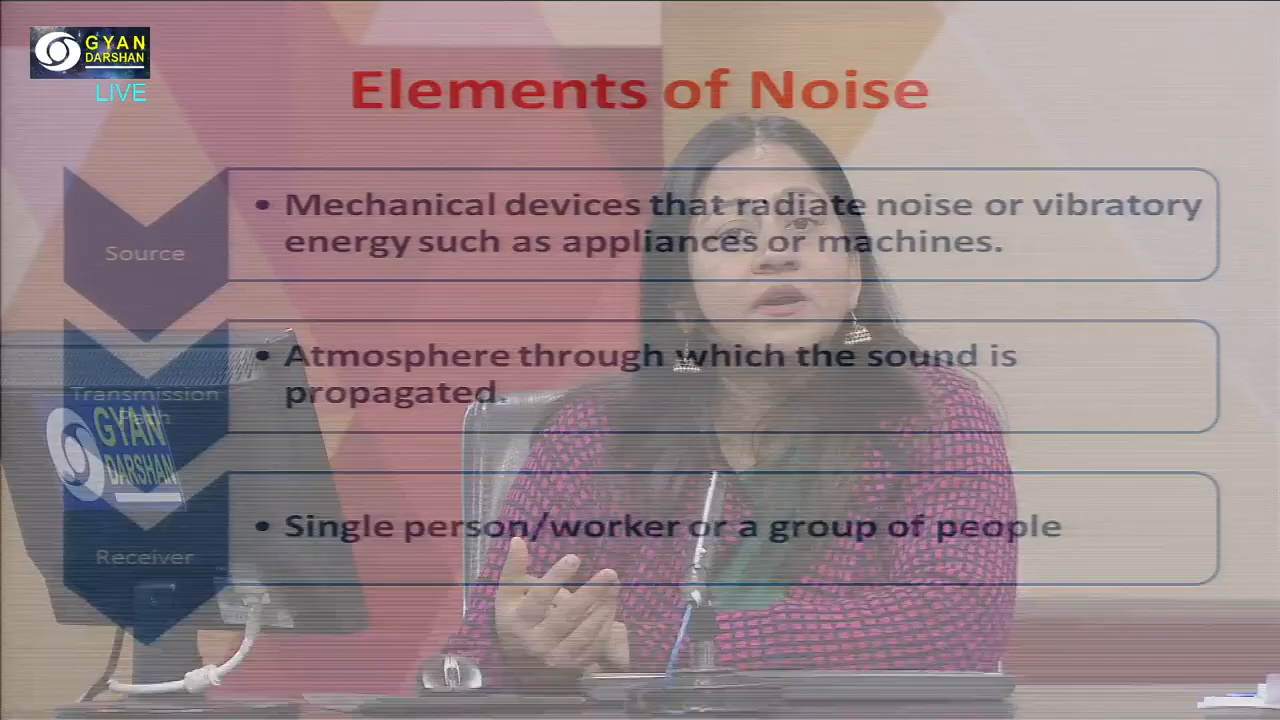 GYAN
DARSHAN
LIVE
Elements of Noise
Source
• Mechanical devices that radiate noise or vibratory
energy such as appliances or machines.
Transmission
Path
• Atmosphere through which the sound is
propagated.
GYAN
DARSHAN
Receiver
• Single person/worker or a group of people